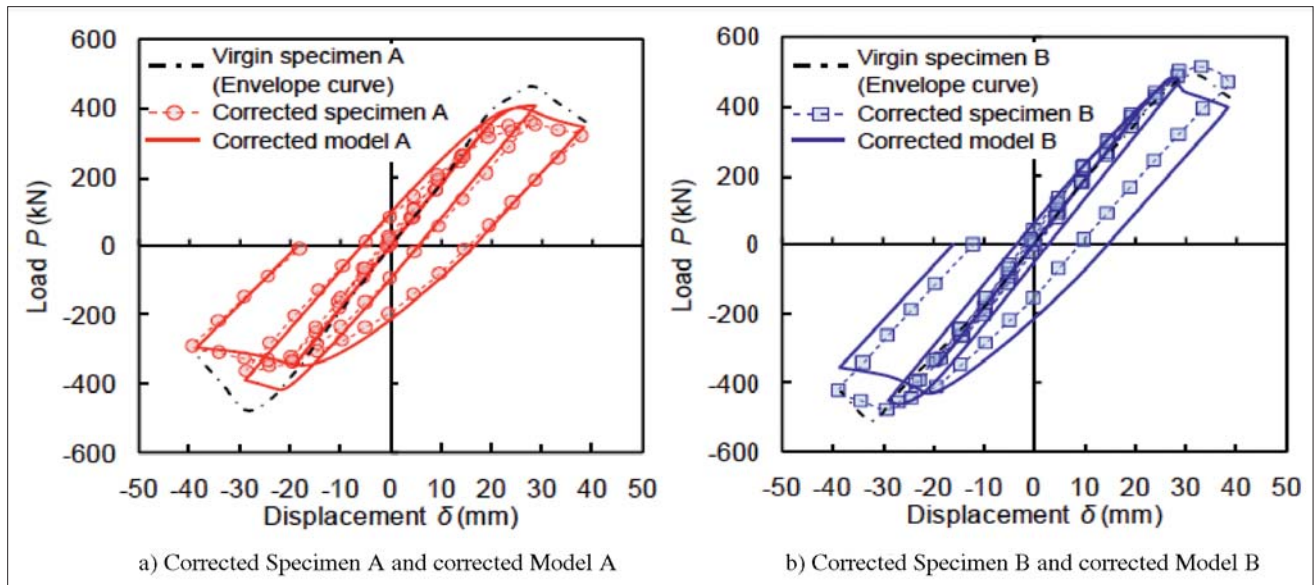 600
400
200
0
-200
-400
-600
Load P (kN)
Virgin specimen A
(Envelope curve)
Corrected specimen A
Corrected model A
-50 -40 -30 -20 -10 0 10 20 30 40 50
Displacement δ (mm)
a) Corrected Specimen A and corrected Model A
600
400
200
0
-200
-400
-600
Load P (kN)
Virgin specimen B
(Envelope curve)
Corrected specimen B
Corrected model B
-50 -40 -30 -20 -10 0 10 20 30 40 50
Displacement δ (mm)
b) Corrected Specimen B and corrected Model B